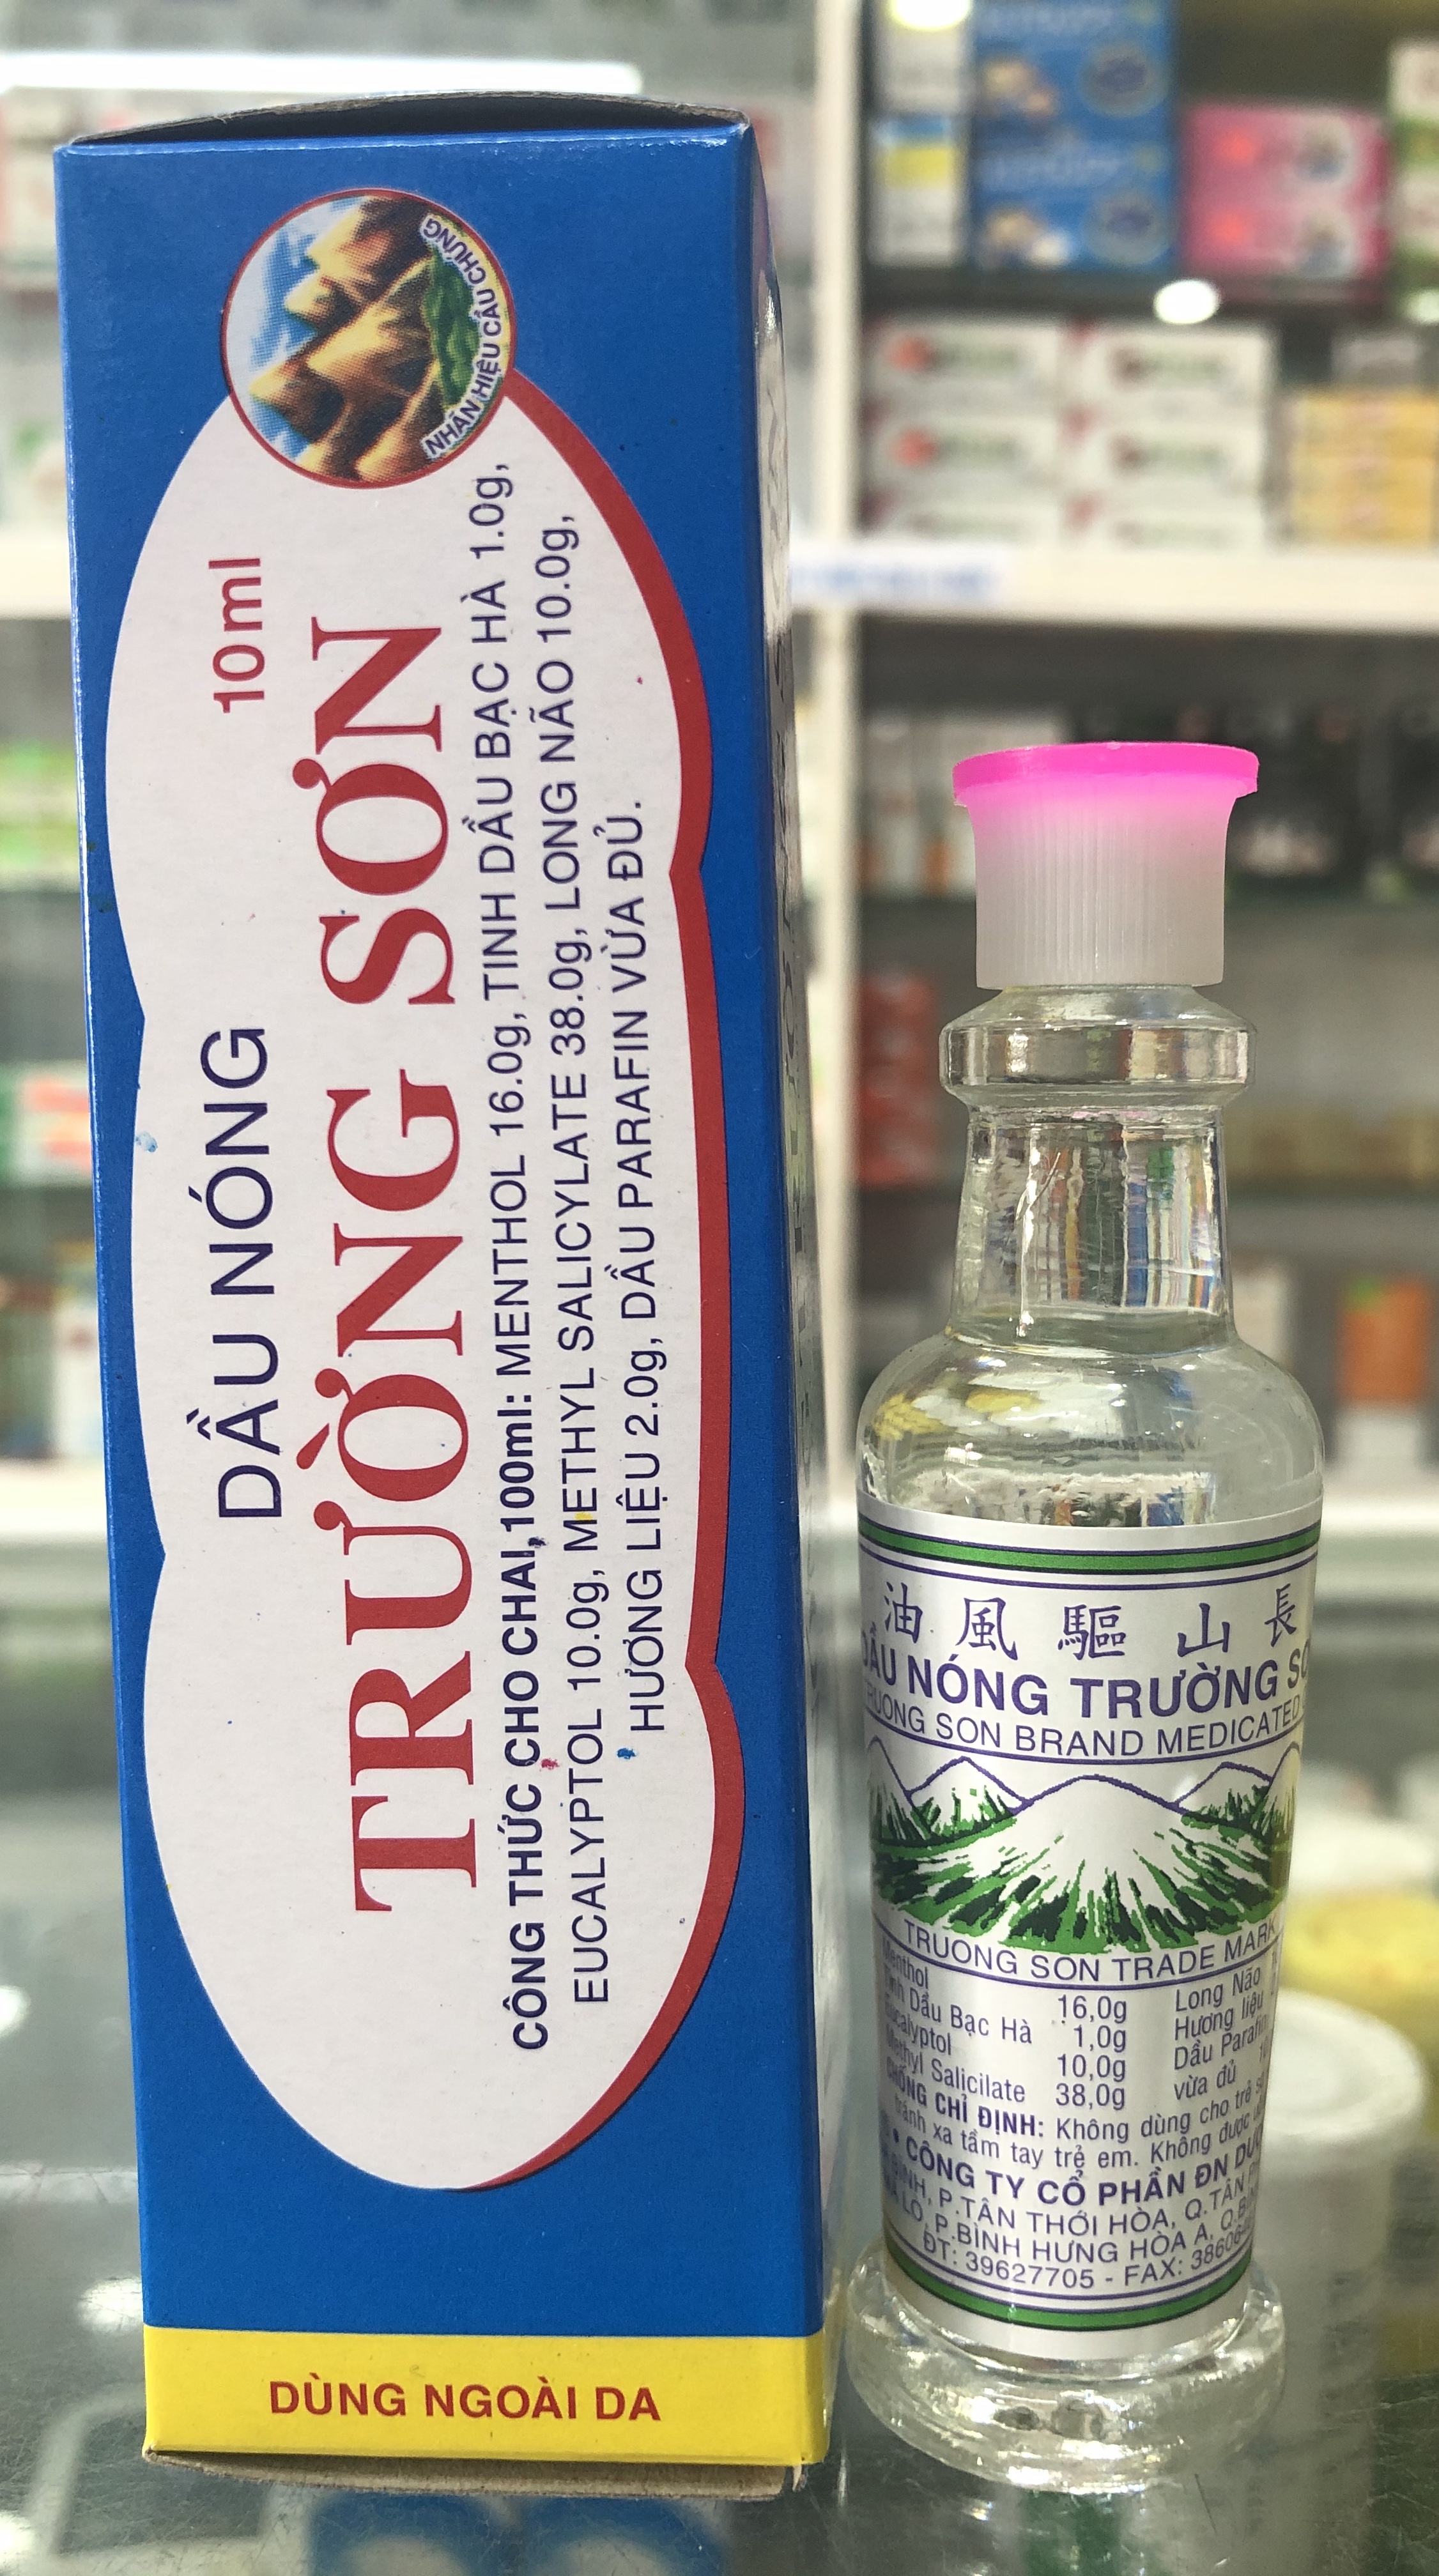 NHÃN HIỆU CẦU CHỨNG
10ml
DẦU NÓNG
TRƯỜNG SƠN
CÔNG THỨC CHO CHAI 100ml: MENTHOL 16.0g, TINH DẦU BẠC HÀ 1.0g,
EUCALYPTOL 10.0g, METHYL SALICYLATE 38.0g, LONG NÃO 10.0g,
HƯƠNG LIỆU 2.0g, DẦU PARAFIN VỪA ĐỦ.
DÙNG NGOÀI DA
油 風 驅 山 長
DẦU NÓNG TRƯỜNG
SON BRAND MEDICATED
TRUONG SON TRADE MARK
Menthol 16,0g Long Não
Tinh Dầu Bạc Hà 1,0g Hương liệu
Eucalyptol 10,0g Dầu Parafin
Methyl Salicilate 38,0g vừa đủ
CHỐNG CHỈ ĐỊNH: Không dùng cho trẻ
tránh xa tầm tay trẻ em. Không được
• CÔNG TY CỔ PHẦN ĐN
P.TÂN THỚI HÒA, Q.TÂN
P.BÌNH HƯNG HÒA A,
ĐT: 39627705 - FAX: